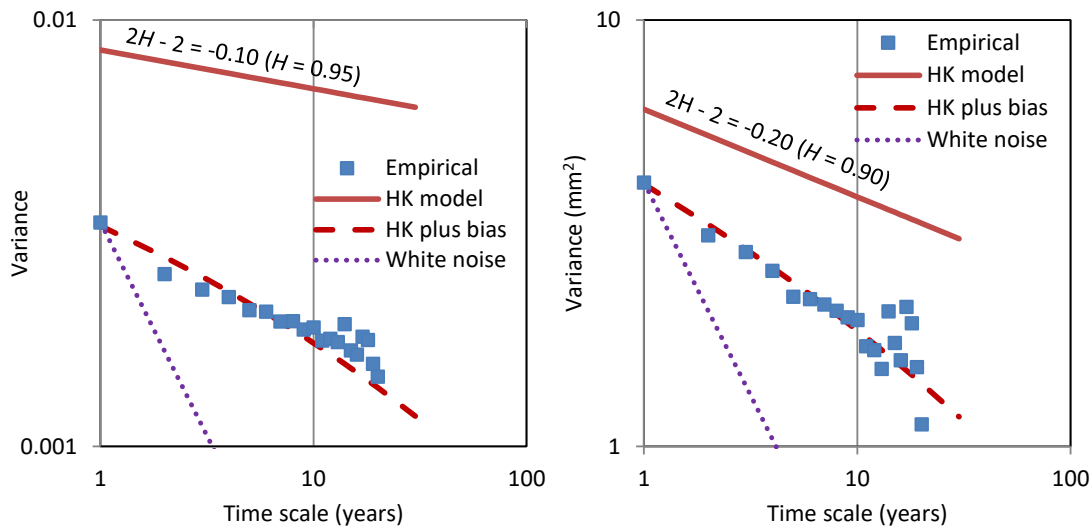 0.01
2H - 2 = -0.10 (H = 0.95)
Empirical
HK model
HK plus bias
White noise
Variance
0.001
1
10
100
Time scale (years)
10
Empirical
HK model
HK plus bias
White noise
2H - 2 = -0.20 (H = 0.90)
Variance (mm²)
1
1
10
100
Time scale (years)